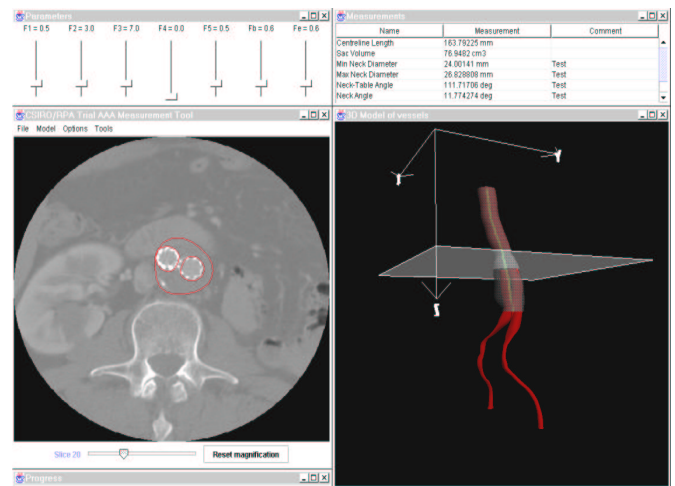 Parameters
F1 = 0.5 F2 = 3.0 F3 = 7.0 F4 = 0.0 F5 = 0.5 Fb = 0.6 Fe = 0.6
Measurements
Name Measurement Comment
Centreline Length 163.79225 mm
Sac Volume 76.9482 cm3
Min Neck Diameter 24.00141 mm Test
Max Neck Diameter 26.828808 mm Test
Neck-Table Angle 111.71706 deg Test
Neck Angle 11.774274 deg Test
CSIRO/RPA Trial AAA Measurement Tool
File Model Options Tools
3D Model of vessels
Slice 20
Reset magnification
Progress